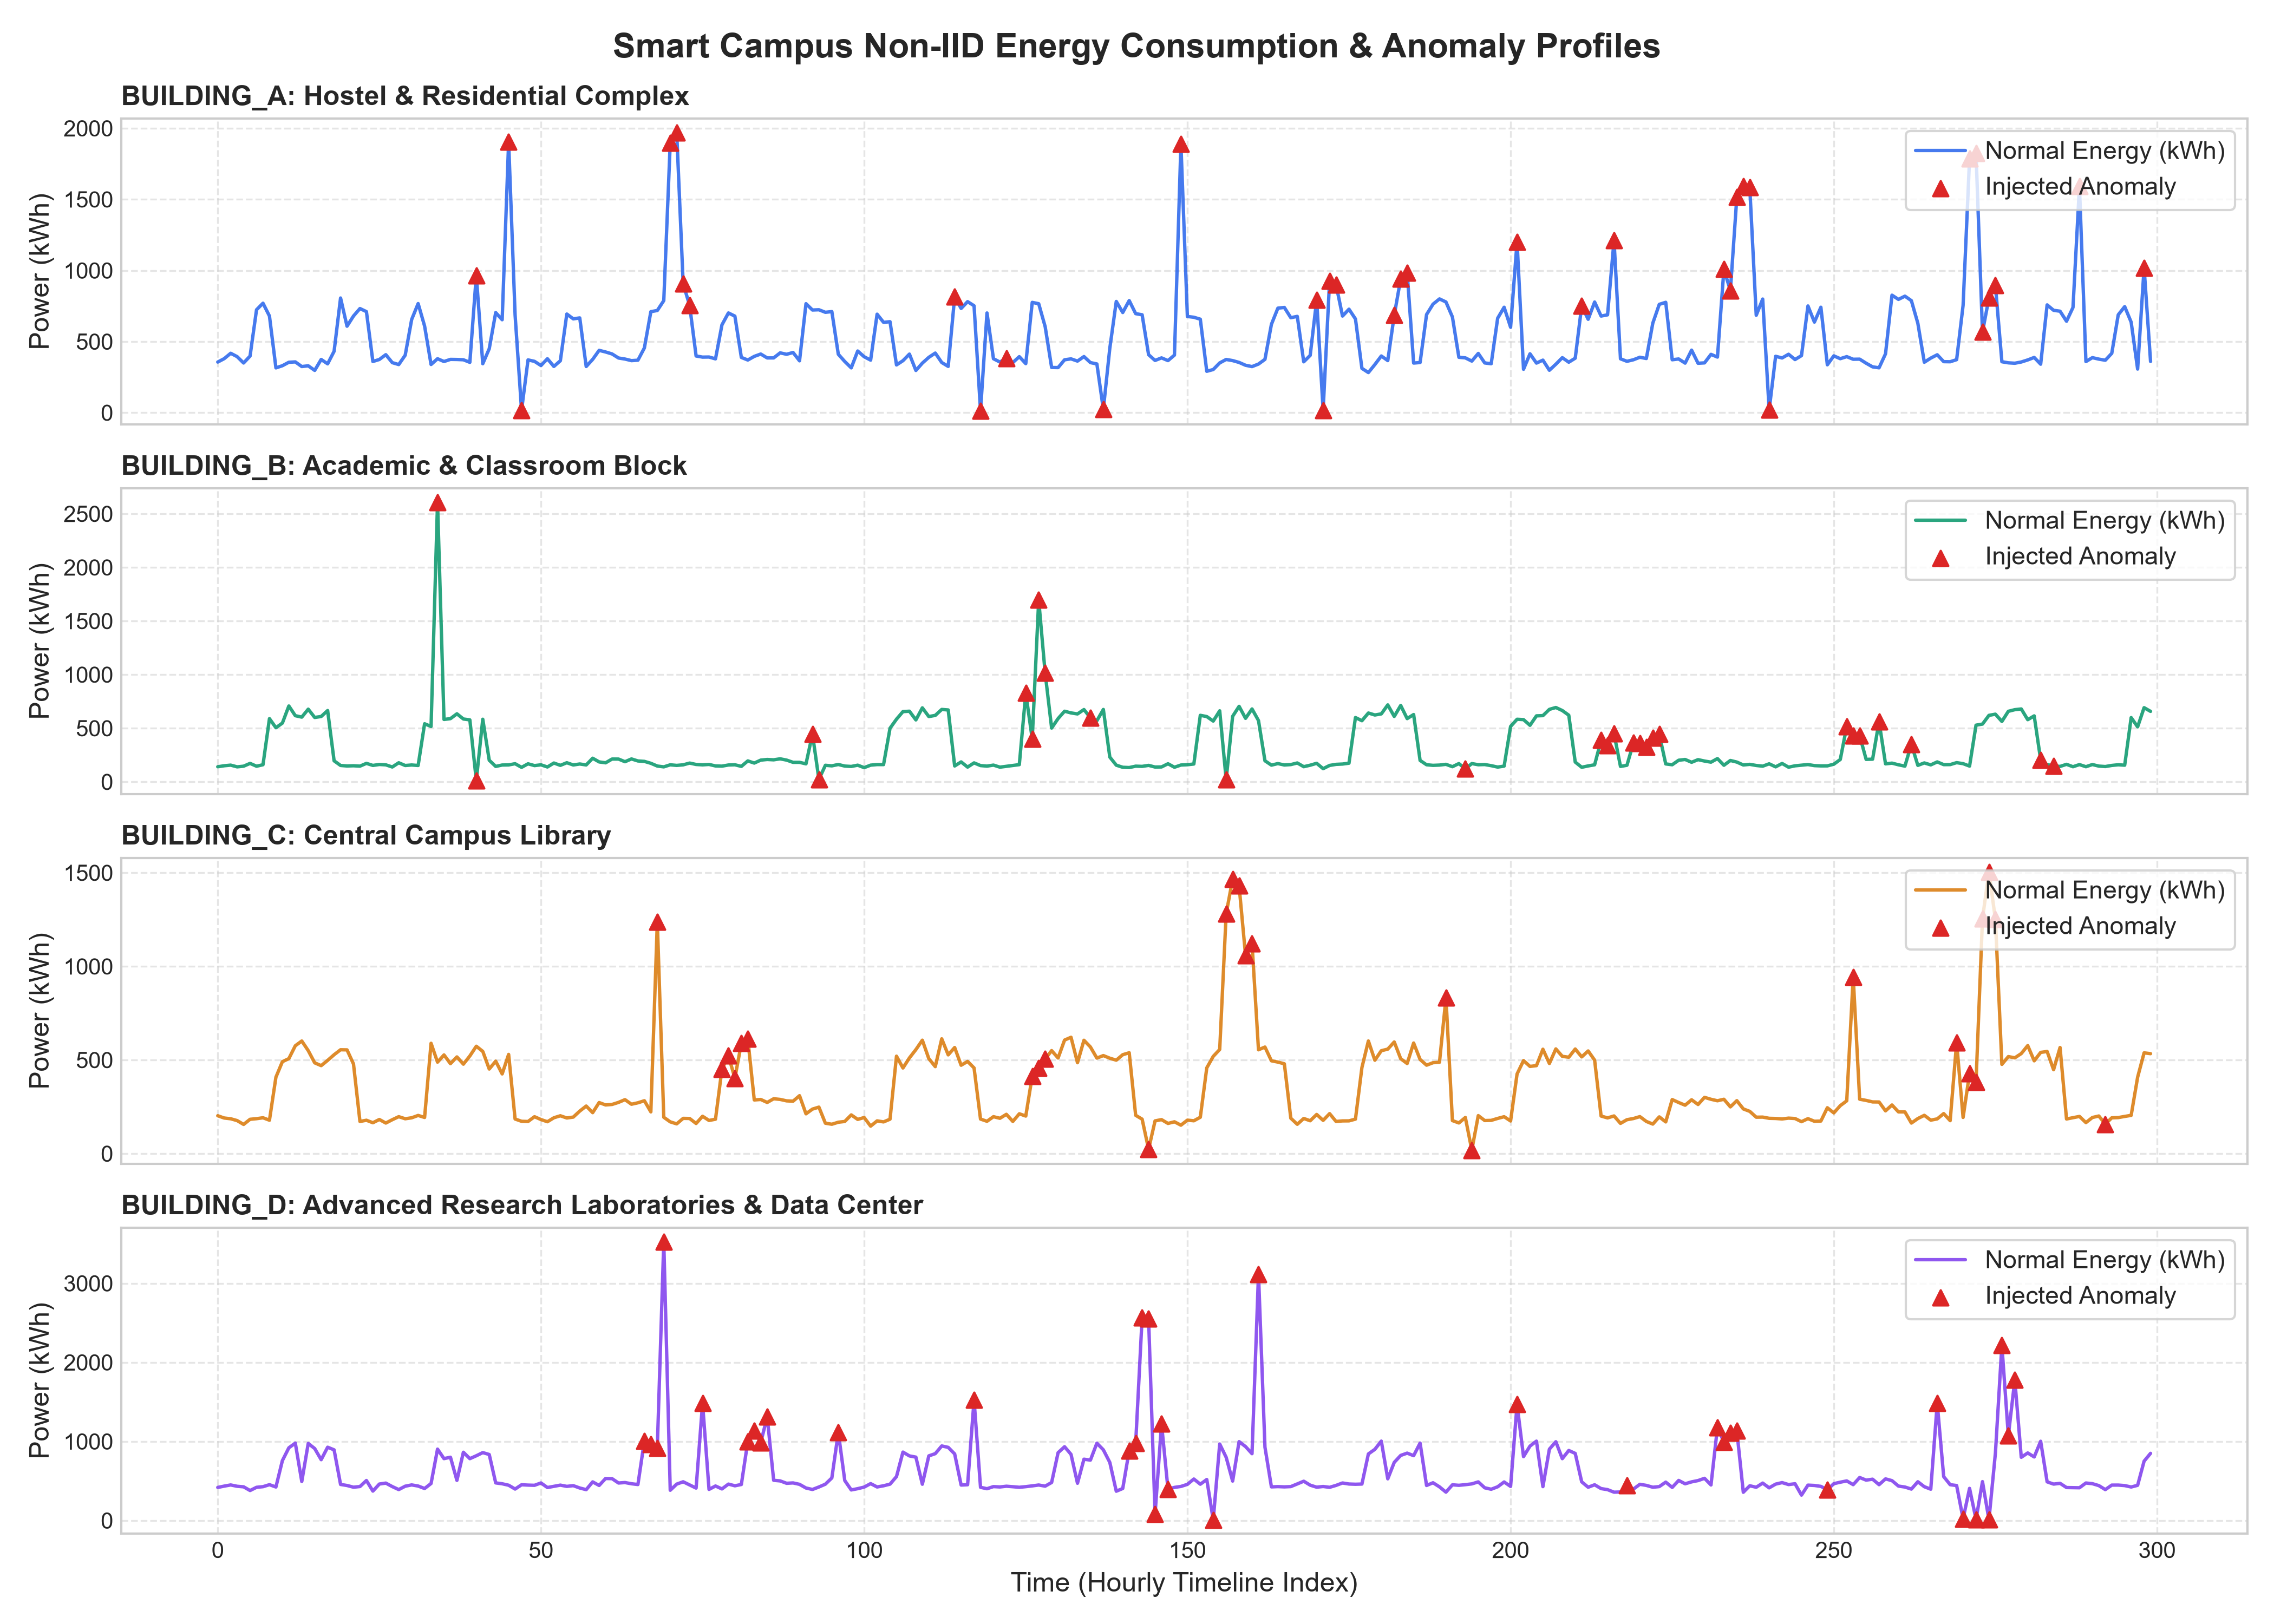 Smart Campus Non-IID Energy Consumption & Anomaly Profiles
BUILDING_A: Hostel & Residential Complex
Power (kWh)
2000
1500
1000
500
0
Normal Energy (kWh)
Injected Anomaly
BUILDING_B: Academic & Classroom Block
Power (kWh)
2500
2000
1500
1000
500
0
Normal Energy (kWh)
Injected Anomaly
BUILDING_C: Central Campus Library
Power (kWh)
1500
1000
500
0
Normal Energy (kWh)
Injected Anomaly
BUILDING_D: Advanced Research Laboratories & Data Center
Power (kWh)
3000
2000
1000
0
Normal Energy (kWh)
Injected Anomaly
0 50 100 150 200 250 300
Time (Hourly Timeline Index)